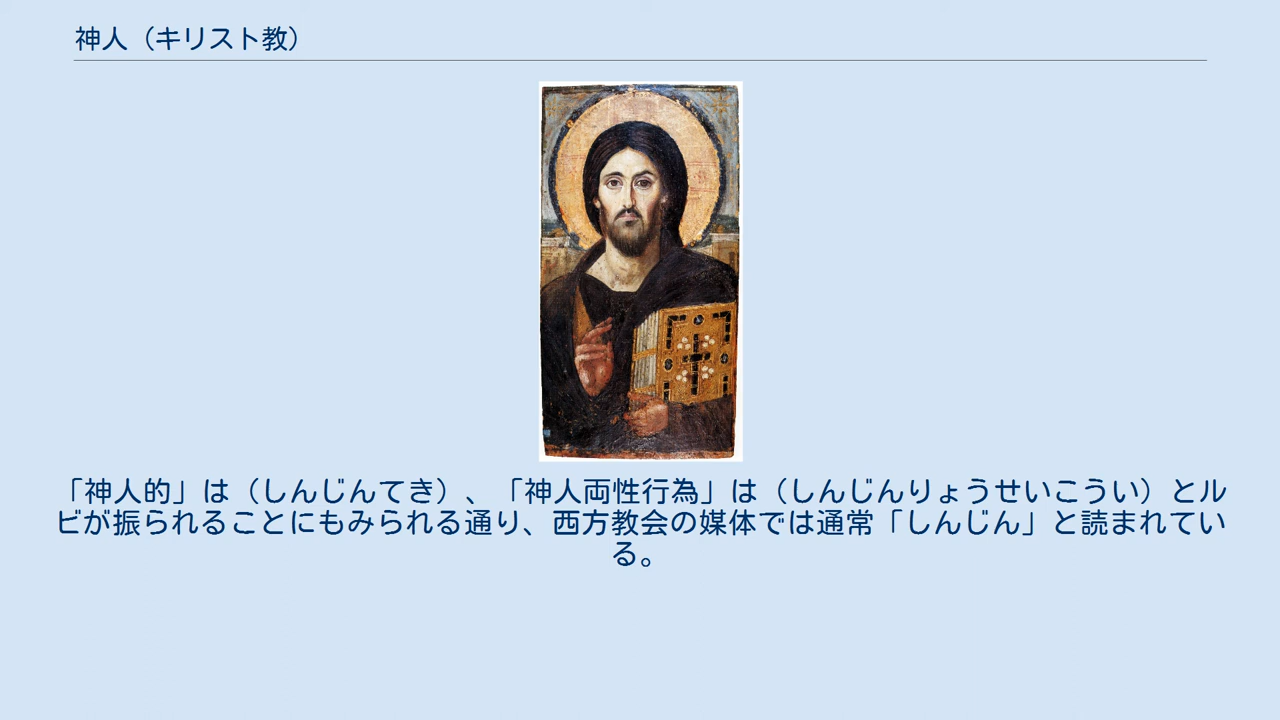 神人（キリスト教）
「神人的」は（しんじんてき）、「神人両性行為」は（しんじんりょうせいこうい）とル
ビが振られることにもみられる通り、西方教会の媒体では通常「しんじん」と読まれてい
る。